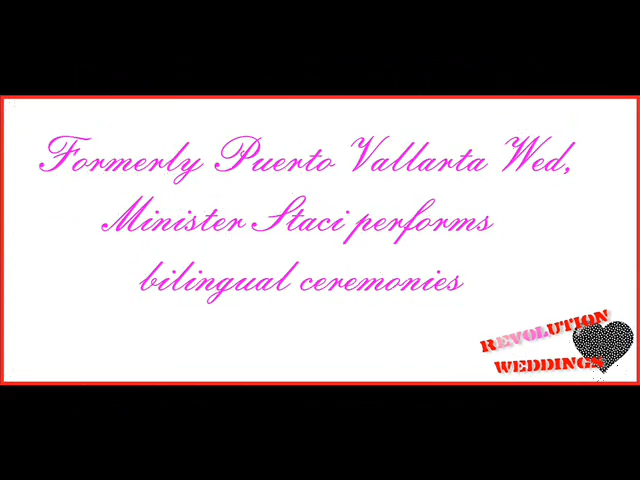 Formerly Puerto Vallarta Wed,
Minister Staci performs
bilingual ceremonies
REVOLUTION
WEDDINGS